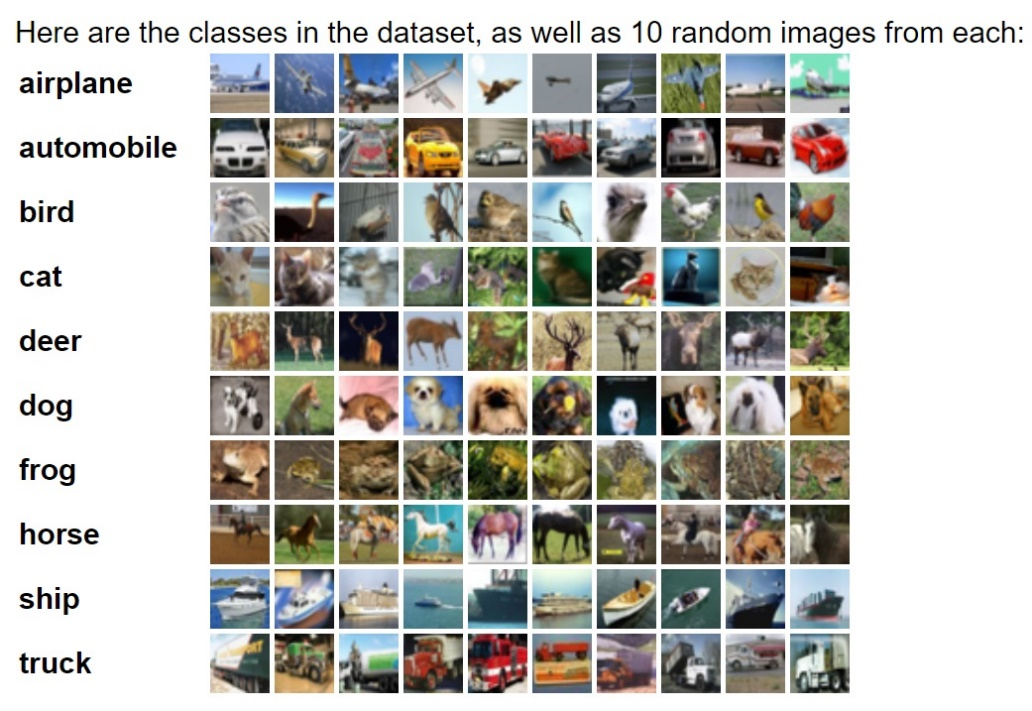 Here are the classes in the dataset, as well as 10 random images from each:
airplane
automobile
bird
cat
deer
dog
frog
horse
ship
truck